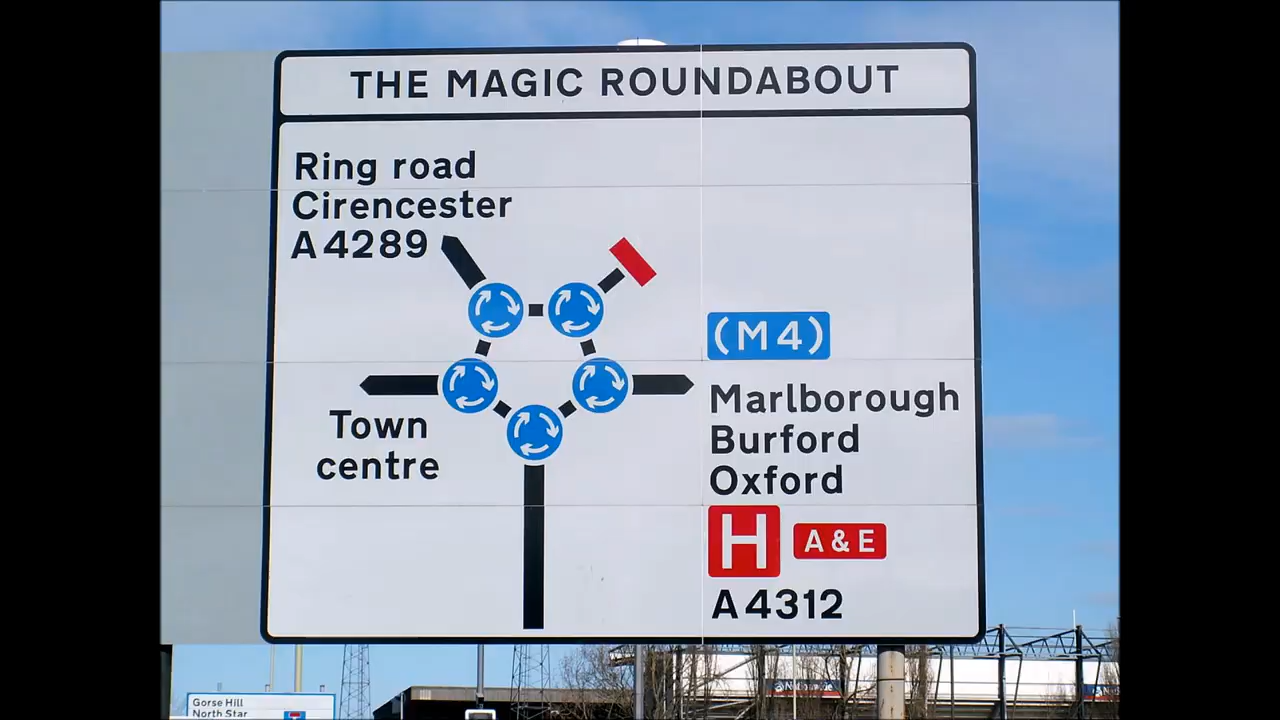 THE MAGIC ROUNDABOUT
Ring road
Cirencester
A4289
(M4)
Town
centre
Marlborough
Burford
Oxford
H A & E
A4312
Gorse Hill
North Star